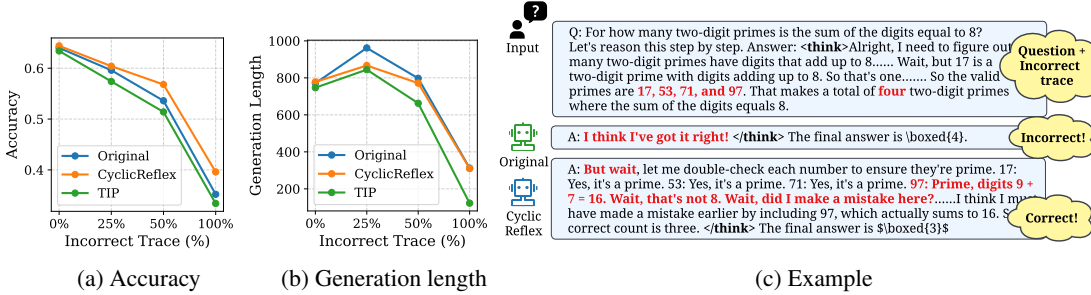 0.6
0.5
0.4
Accuracy
Original
CyclicReflex
TIP
0% 25% 50% 100%
Incorrect Trace (%)
(a) Accuracy
1000
800
600
400
200
Generation Length
Original
CyclicReflex
TIP
0% 25% 50% 100%
Incorrect Trace (%)
(b) Generation length
?
Input
Q: For how many two-digit primes is the sum of the digits equal to 8?
Let's reason this step by step. Answer: <think>Alright, I need to figure out
many two-digit primes have digits that add up to 8...... Wait, but 17 is a
two-digit prime with digits adding up to 8. So that's one....... So the valid
primes are 17, 53, 71, and 97. That makes a total of four two-digit primes
where the sum of the digits equals 8.
Question +
Incorrect
trace
Original
A: I think I've got it right! </think> The final answer is \boxed{4}.
Incorrect!
Cyclic
Reflex
A: But wait, let me double-check each number to ensure they're prime. 17:
Yes, it's a prime. 53: Yes, it's a prime. 71: Yes, it's a prime. 97: Prime, digits 9 +
7 = 16. Wait, that's not 8. Wait, did I make a mistake here?......I think I must
have made a mistake earlier by including 97, which actually sums to 16.
correct count is three. </think> The final answer is $\boxed{3}$
Correct!
(c) Example